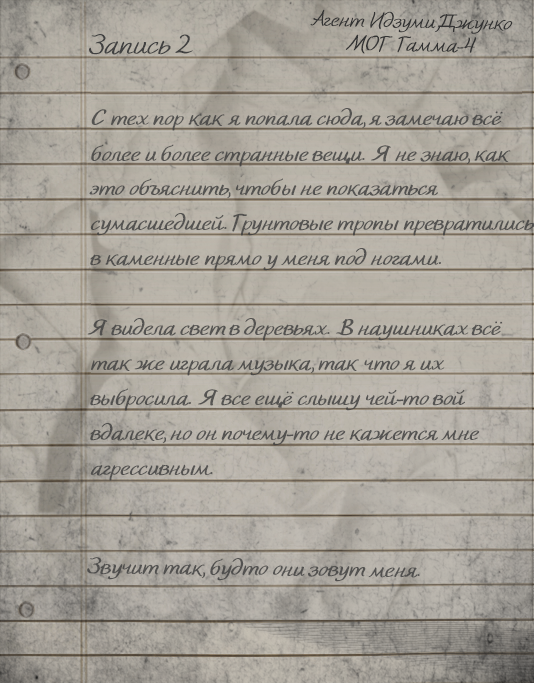 Агент Идзуми Джунко
Запись 2
МОГ Гамма-4
С тех пор как я попала сюда, я замечаю всё
более и более странные вещи. Я не знаю, как
это объяснить, чтобы не показаться
сумасшедшей. Грунтовые тропы превратились
в каменные прямо у меня под ногами.
Я видела свет в деревьях. В наушниках всё
так же играла музыка, так что я их
выбросила. Я все ещё слышу чей-то вой
вдалеке, но он почему-то не кажется мне
агрессивным.
Звучит так, будто они зовут меня.